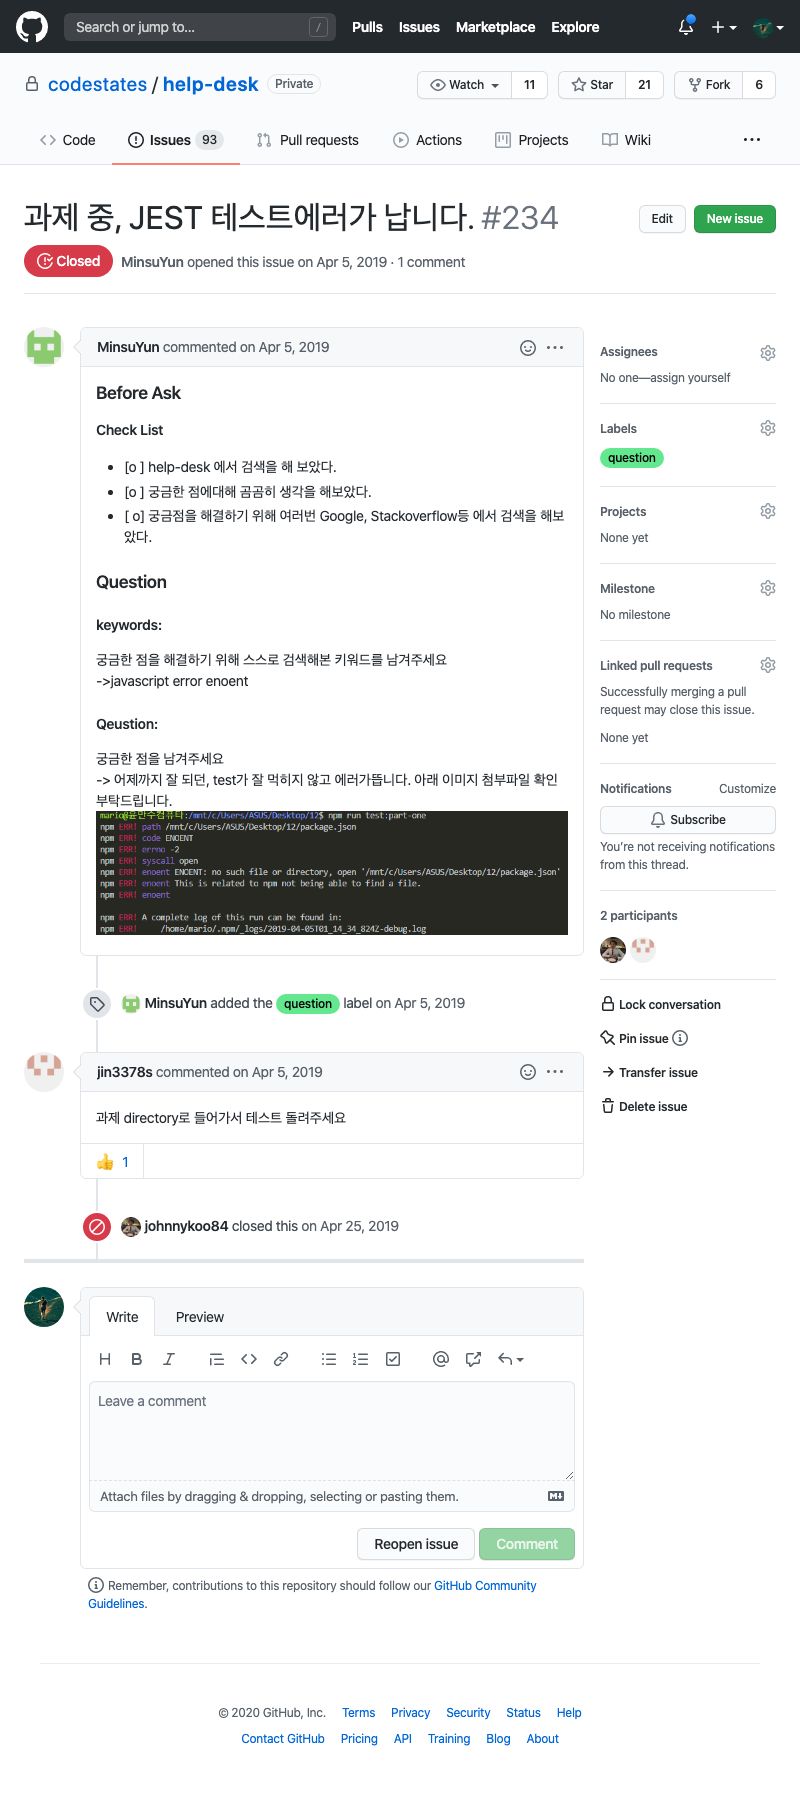 Search or jump to... /
Pulls Issues Marketplace Explore
codestates / help-desk Private
Watch 11 Star 21 Fork 6
Code Issues 93 Pull requests Actions Projects Wiki ...
과제 중, JEST 테스트에러가 납니다. #234
Edit New issue
Closed MinsuYun opened this issue on Apr 5, 2019 · 1 comment
MinsuYun commented on Apr 5, 2019
Before Ask
Check List
[o ] help-desk 에서 검색을 해 보았다.
[o ] 궁금한 점에대해 곰곰히 생각을 해보았다.
[ o] 궁금점을 해결하기 위해 여러번 Google, Stackoverflow등 에서 검색을 해보
았다.
Question
keywords:
궁금한 점을 해결하기 위해 스스로 검색해본 키워드를 남겨주세요
->javascript error enoent
Qeustion:
궁금한 점을 남겨주세요
-> 어제까지 잘 되던, test가 잘 먹히지 않고 에러가뜹니다. 아래 이미지 첨부파일 확인
부탁드립니다.
mario@윤민수컴퓨타:/mnt/c/Users/ASUS/Desktop/12$ npm run test:part-one
npm ERR! path /mnt/c/Users/ASUS/Desktop/12/package.json
npm ERR! code ENOENT
npm ERR! errno -2
npm ERR! syscall open
npm ERR! enoent ENOENT: no such file or directory, open '/mnt/c/Users/ASUS/Desktop/12/package.json'
npm ERR! enoent This is related to npm not being able to find a file.
npm ERR! enoent
npm ERR! A complete log of this run can be found in:
npm ERR! /home/mario/.npm/_logs/2019-04-05T01_14_34_824Z-debug.log
MinsuYun added the question label on Apr 5, 2019
jin3378s commented on Apr 5, 2019
과제 directory로 들어가서 테스트 돌려주세요
👍 1
johnnykoo84 closed this on Apr 25, 2019
Write Preview
Leave a comment
Attach files by dragging & dropping, selecting or pasting them.
Reopen issue Comment
Remember, contributions to this repository should follow our GitHub Community
Guidelines.
Assignees
No one—assign yourself
Labels
question
Projects
None yet
Milestone
No milestone
Linked pull requests
Successfully merging a pull
request may close this issue.
None yet
Notifications Customize
Subscribe
You're not receiving notifications
from this thread.
2 participants
Lock conversation
Pin issue
Transfer issue
Delete issue
© 2020 GitHub, Inc. Terms Privacy Security Status Help
Contact GitHub Pricing API Training Blog About